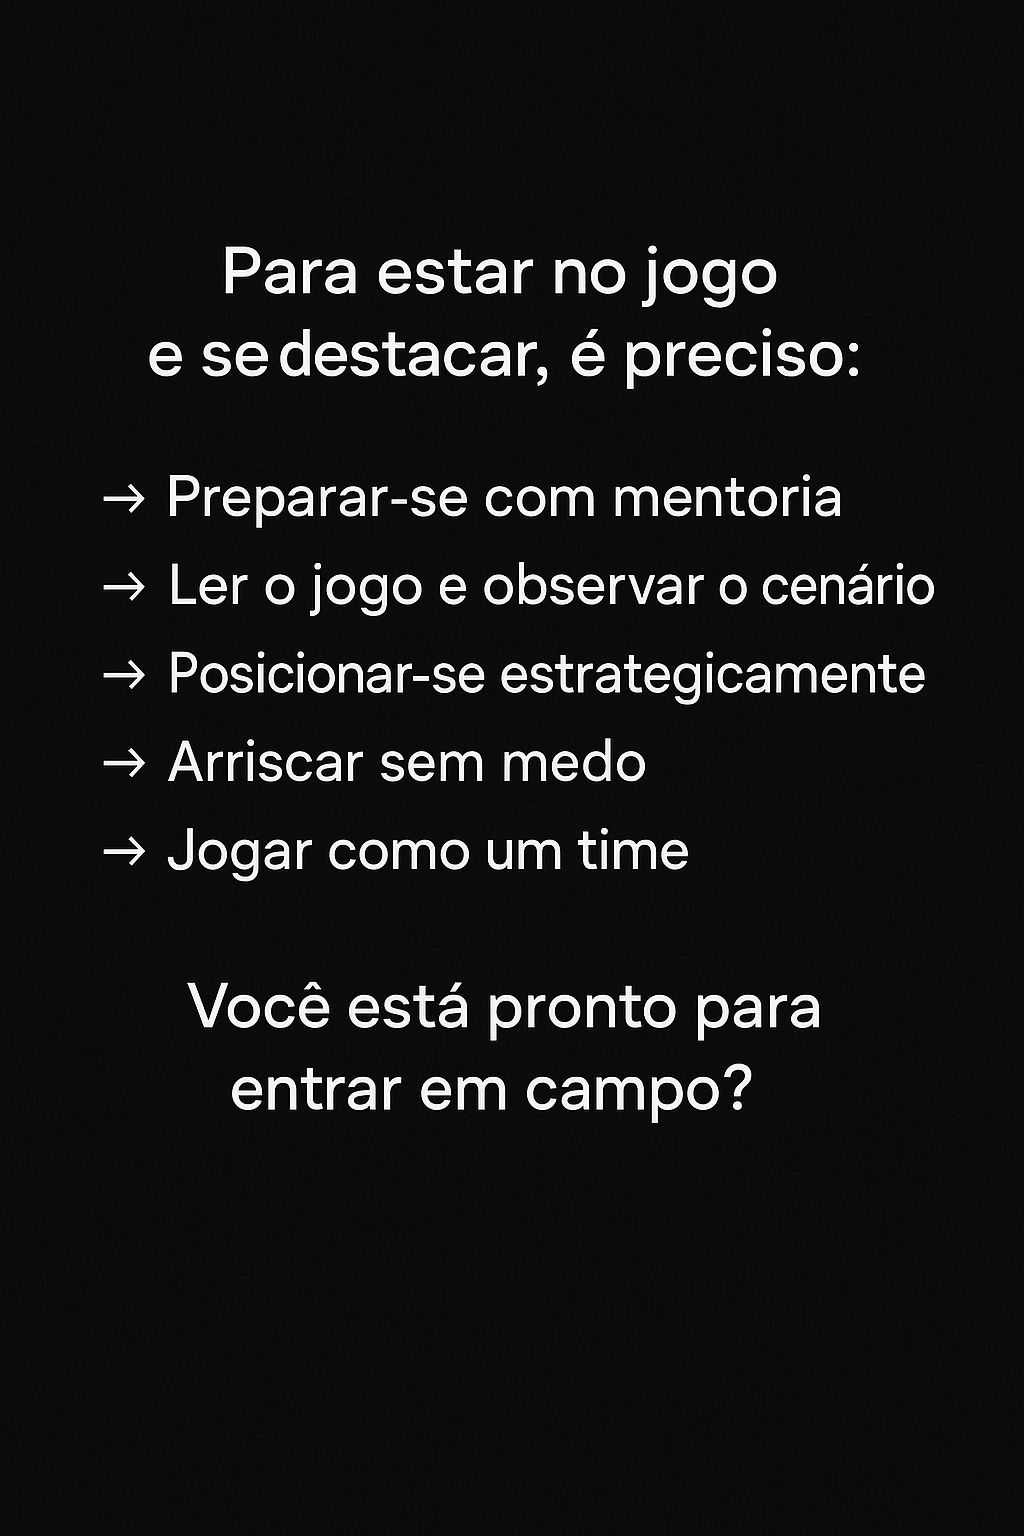 Para estar no jogo
e se destacar, é preciso:
→ Preparar-se com mentoria
→ Ler o jogo e observar o cenário
→ Posicionar-se estrategicamente
→ Arriscar sem medo
→ Jogar como um time
Você está pronto para
entrar em campo?